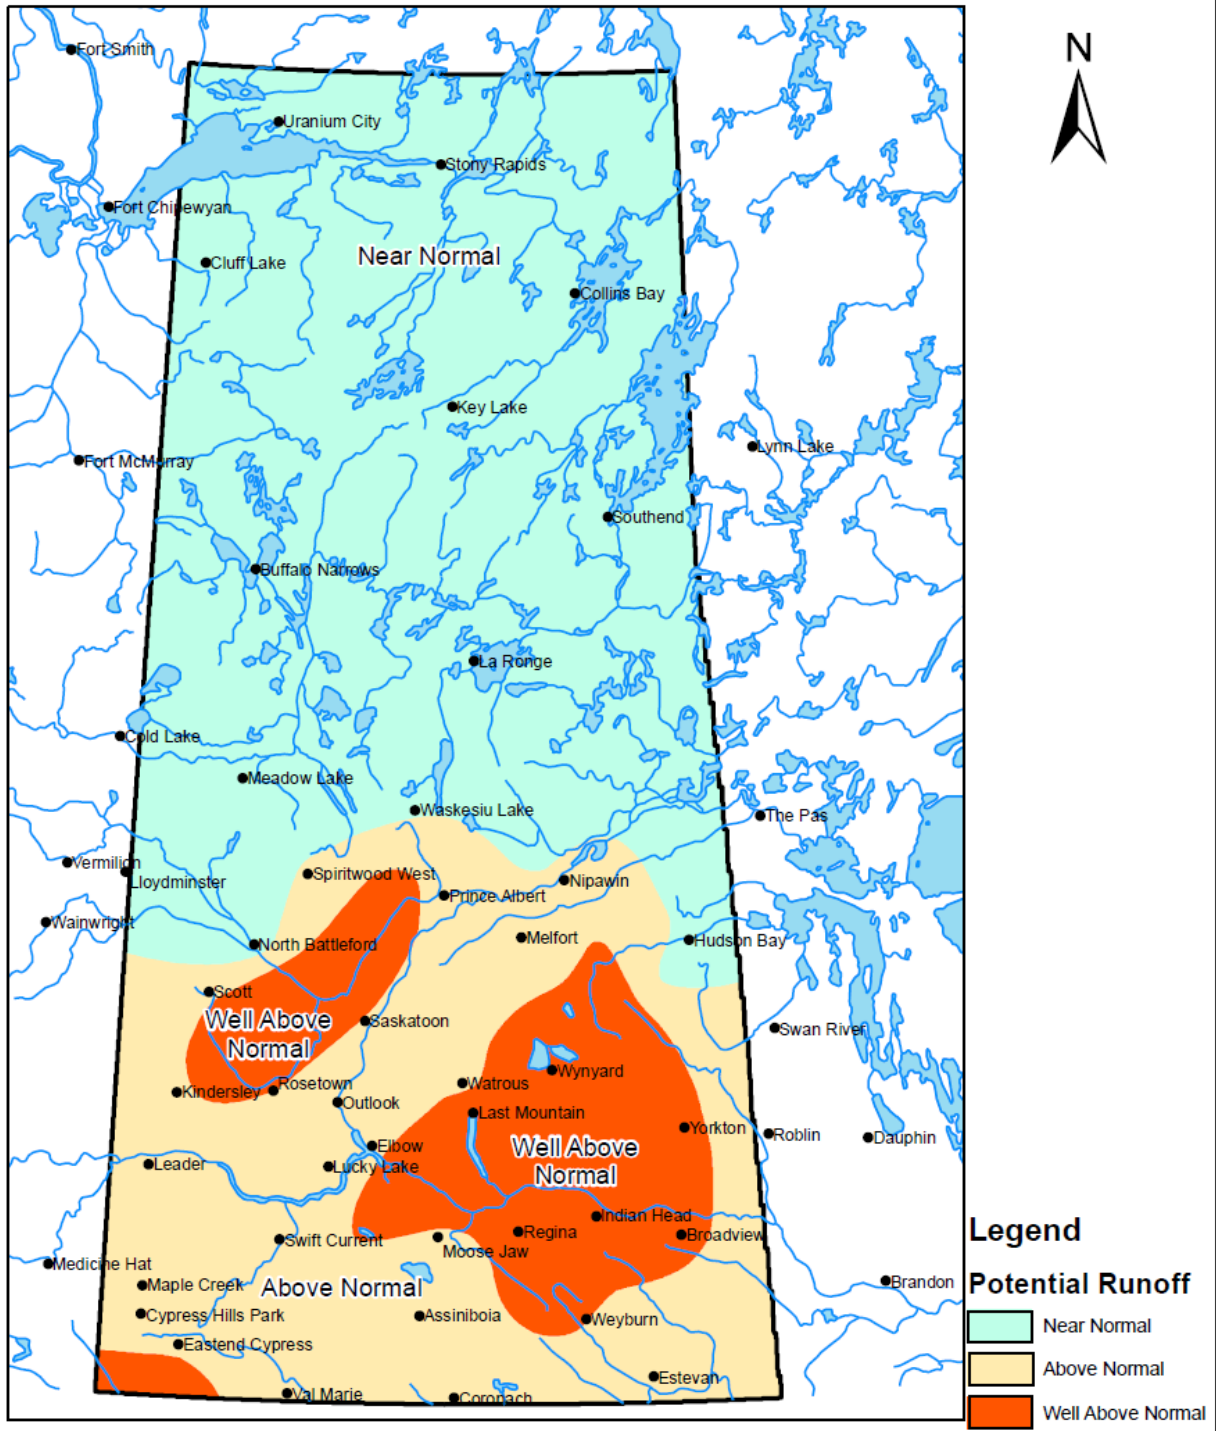 N
Fort Smith
Uranium City
Stony Rapids
Fort Chipewyan
Near Normal
Cluff Lake
Collins Bay
Key Lake
Lynn Lake
Fort McMurray
Southend
Buffalo Narrows
La Ronge
Cold Lake
Meadow Lake
Waskesiu Lake
The Pas
Vermilion
Lloydminster
Spiritwood West
Nipawin
Prince Albert
Wainwright
North Battleford
Melfort
Hudson Bay
Scott
Well Above
Normal
Saskatoon
Swan River
Kindersley
Rosetown
Outlook
Watrous
Wynyard
Last Mountain
Yorkton
Roblin
Dauphin
Elbow
Well Above
Normal
Leader
Lucky Lake
Indian Head
Regina
Broadview
Swift Current
Moose Jaw
Medicine Hat
Maple Creek
Above Normal
Brandon
Cypress Hills Park
Assiniboia
Weyburn
Eastend Cypress
Estevan
Val Marie
Coronach
Legend
Potential Runoff
Near Normal
Above Normal
Well Above Normal